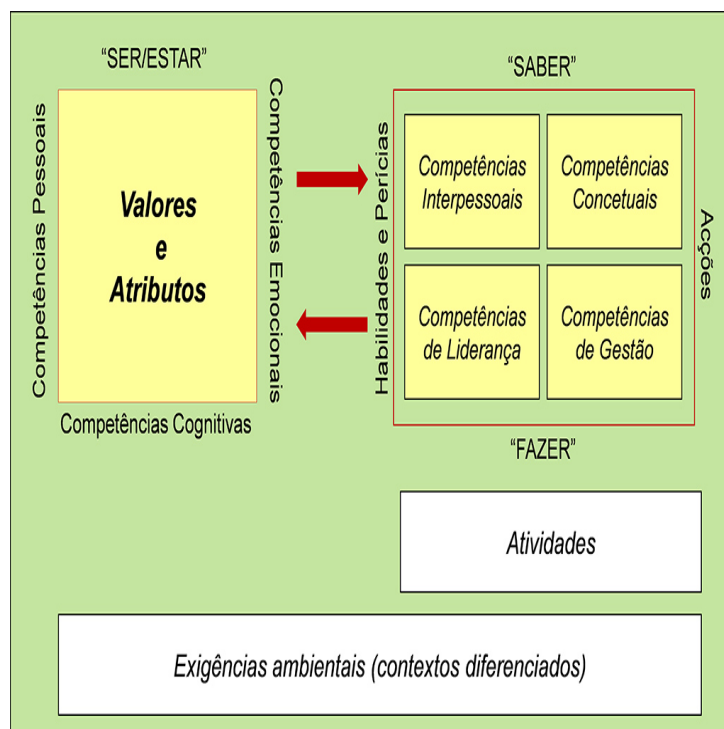 “SER/ESTAR”
Competências Pessoais
Valores
e
Atributos
Competências Emocionais
Competências Cognitivas
“SABER”
Habilidades e Perícias
Competências
Interpessoais
Competências
Concetuais
Competências
de Liderança
Competências
de Gestão
Acções
“FAZER”
Atividades
Exigências ambientais (contextos diferenciados)